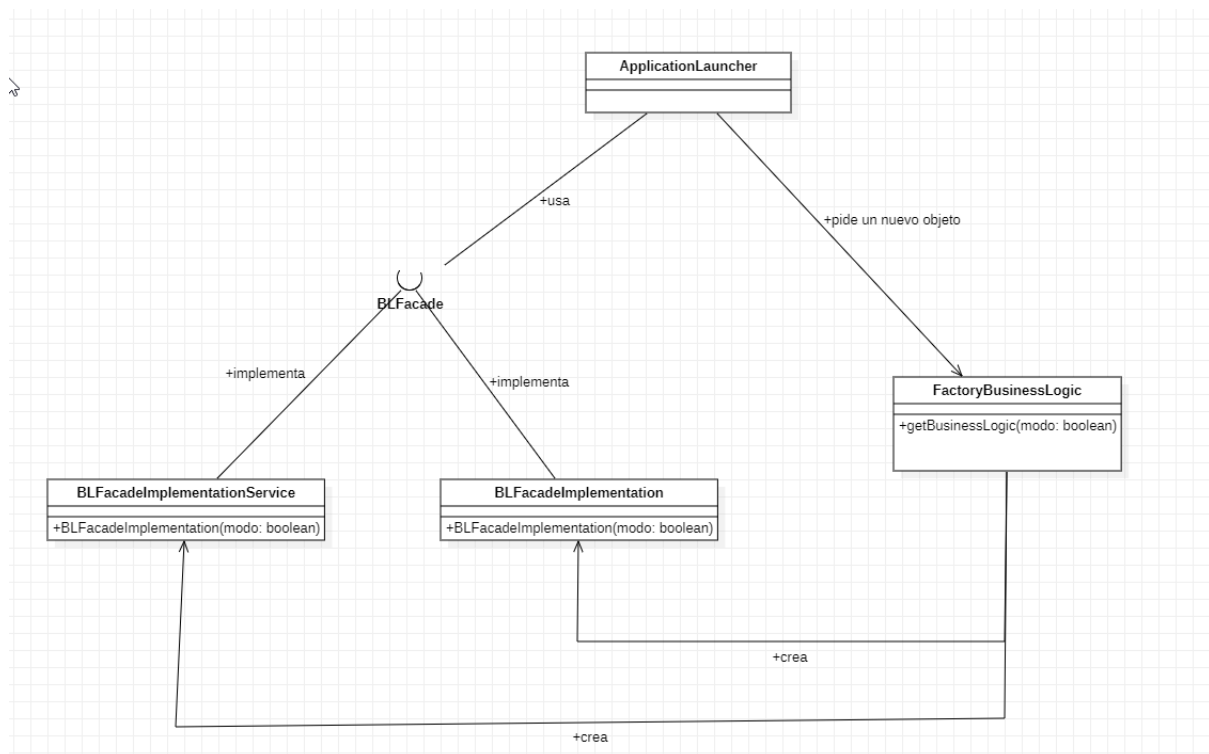 ApplicationLauncher
+usa
+pide un nuevo objeto
BLFacade
+implementa
+implementa
FactoryBusinessLogic
+getBusinessLogic(modo: boolean)
BLFacadeImplementationService
+BLFacadeImplementation(modo: boolean)
BLFacadeImplementation
+BLFacadeImplementation(modo: boolean)
+crea
+crea